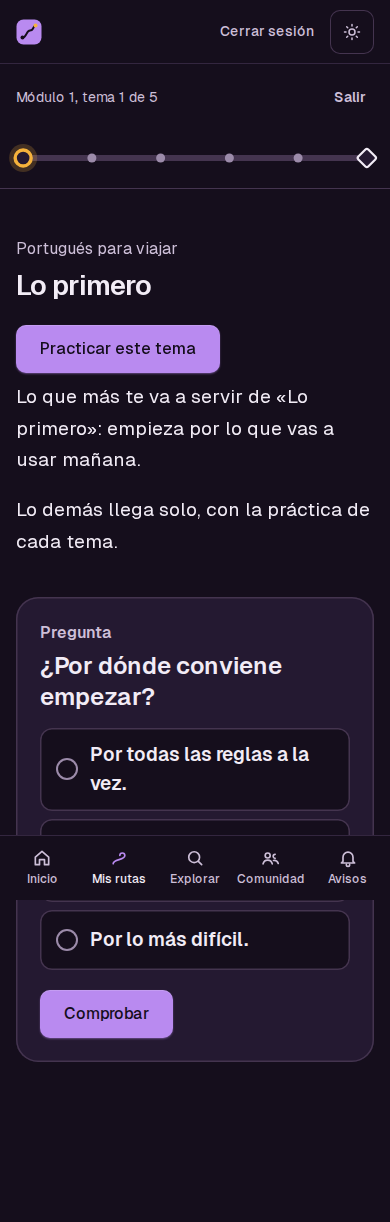 Cerrar sesión
Módulo 1, tema 1 de 5
Salir
Portugués para viajar
Lo primero
Practicar este tema
Lo que más te va a servir de «Lo
primero»: empieza por lo que vas a
usar mañana.
Lo demás llega solo, con la práctica de
cada tema.
Pregunta
¿Por dónde conviene
empezar?
Por todas las reglas a la
vez.
Inicio
Mis rutas
Explorar
Comunidad
Avisos
Por lo más difícil.
Comprobar